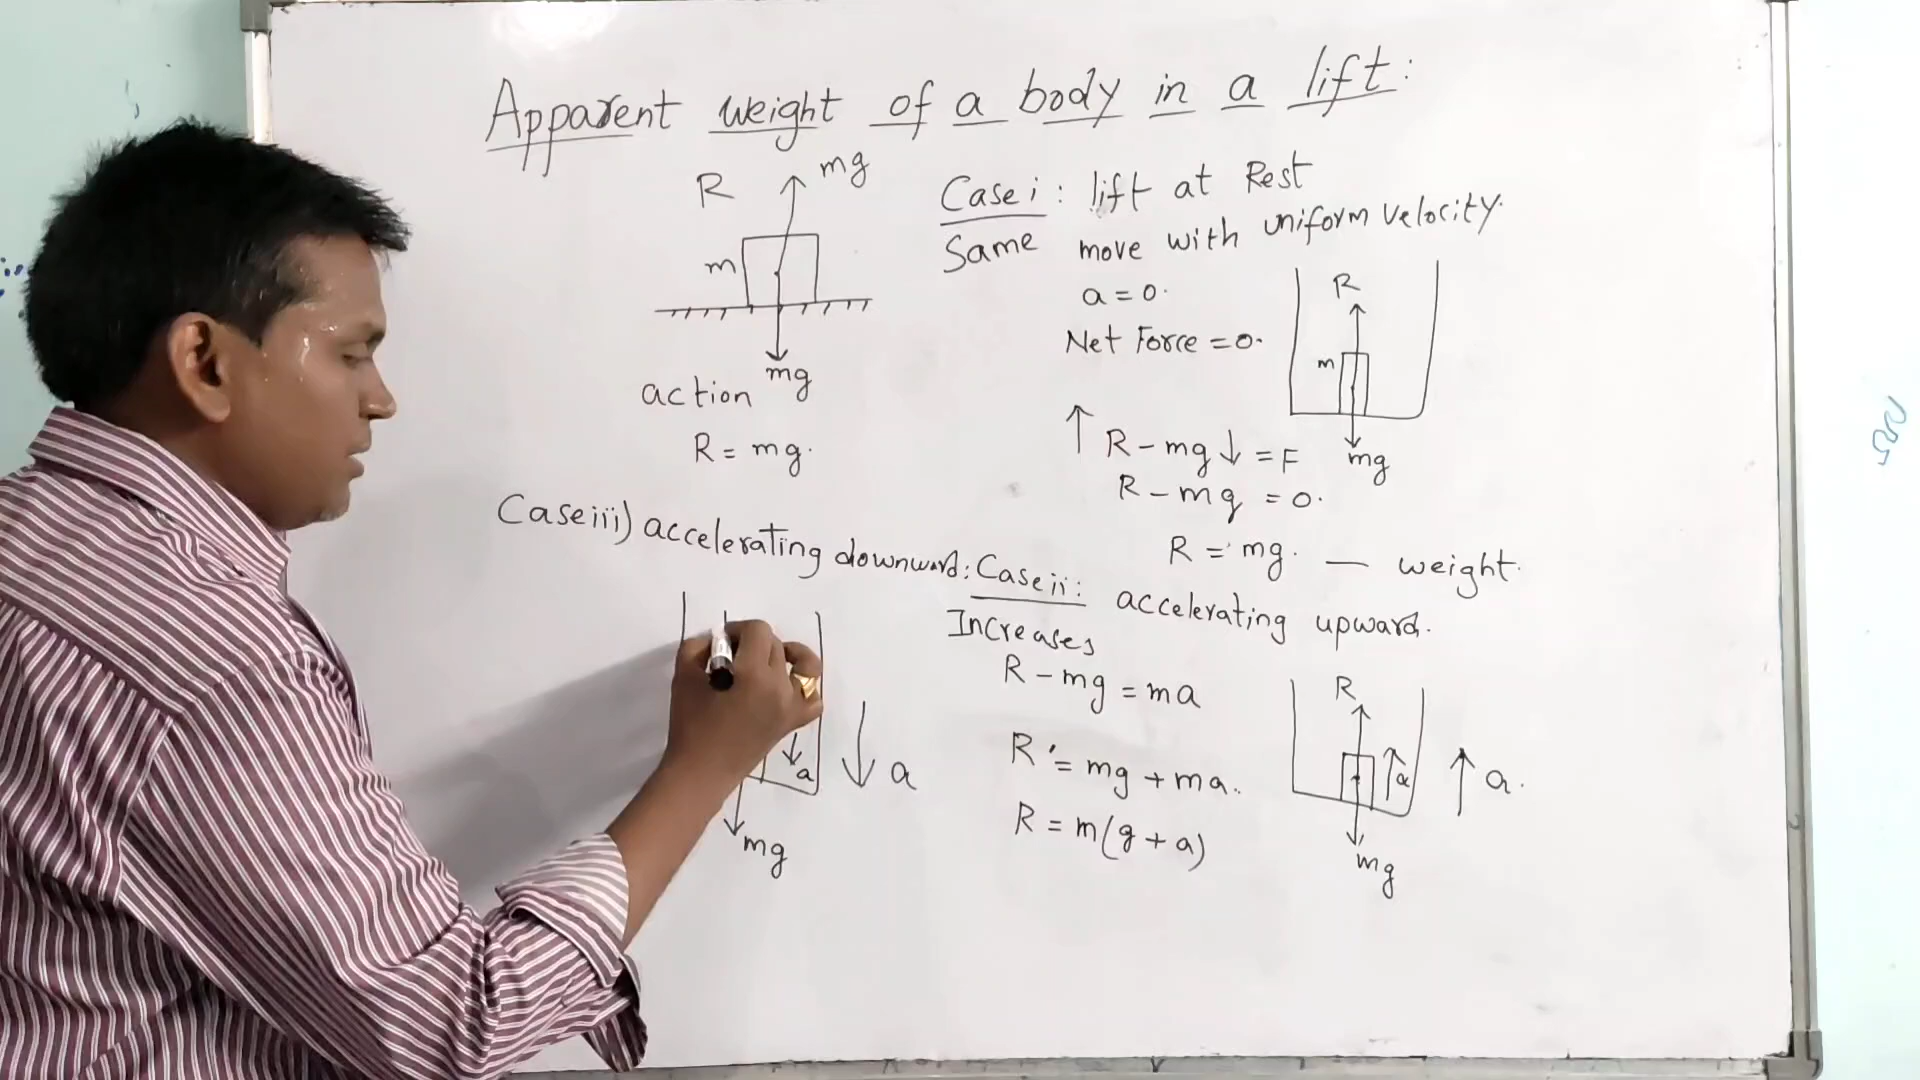 Apparent weight of a body in a lift:
R mg
m
mg
action
R = mg.
Case i: lift at Rest
Same move with uniform velocity.
a = 0.
Net Force = 0.
R
m
mg
↑ R - mg ↓ = F
R - mg = 0.
R = mg. — weight.
Case ii: accelerating upward.
Increases
R - mg = ma
R' = mg + ma.
R = m(g + a)
R
a
↑ a.
mg
Case iii) accelerating downward:
↓ a
a
mg